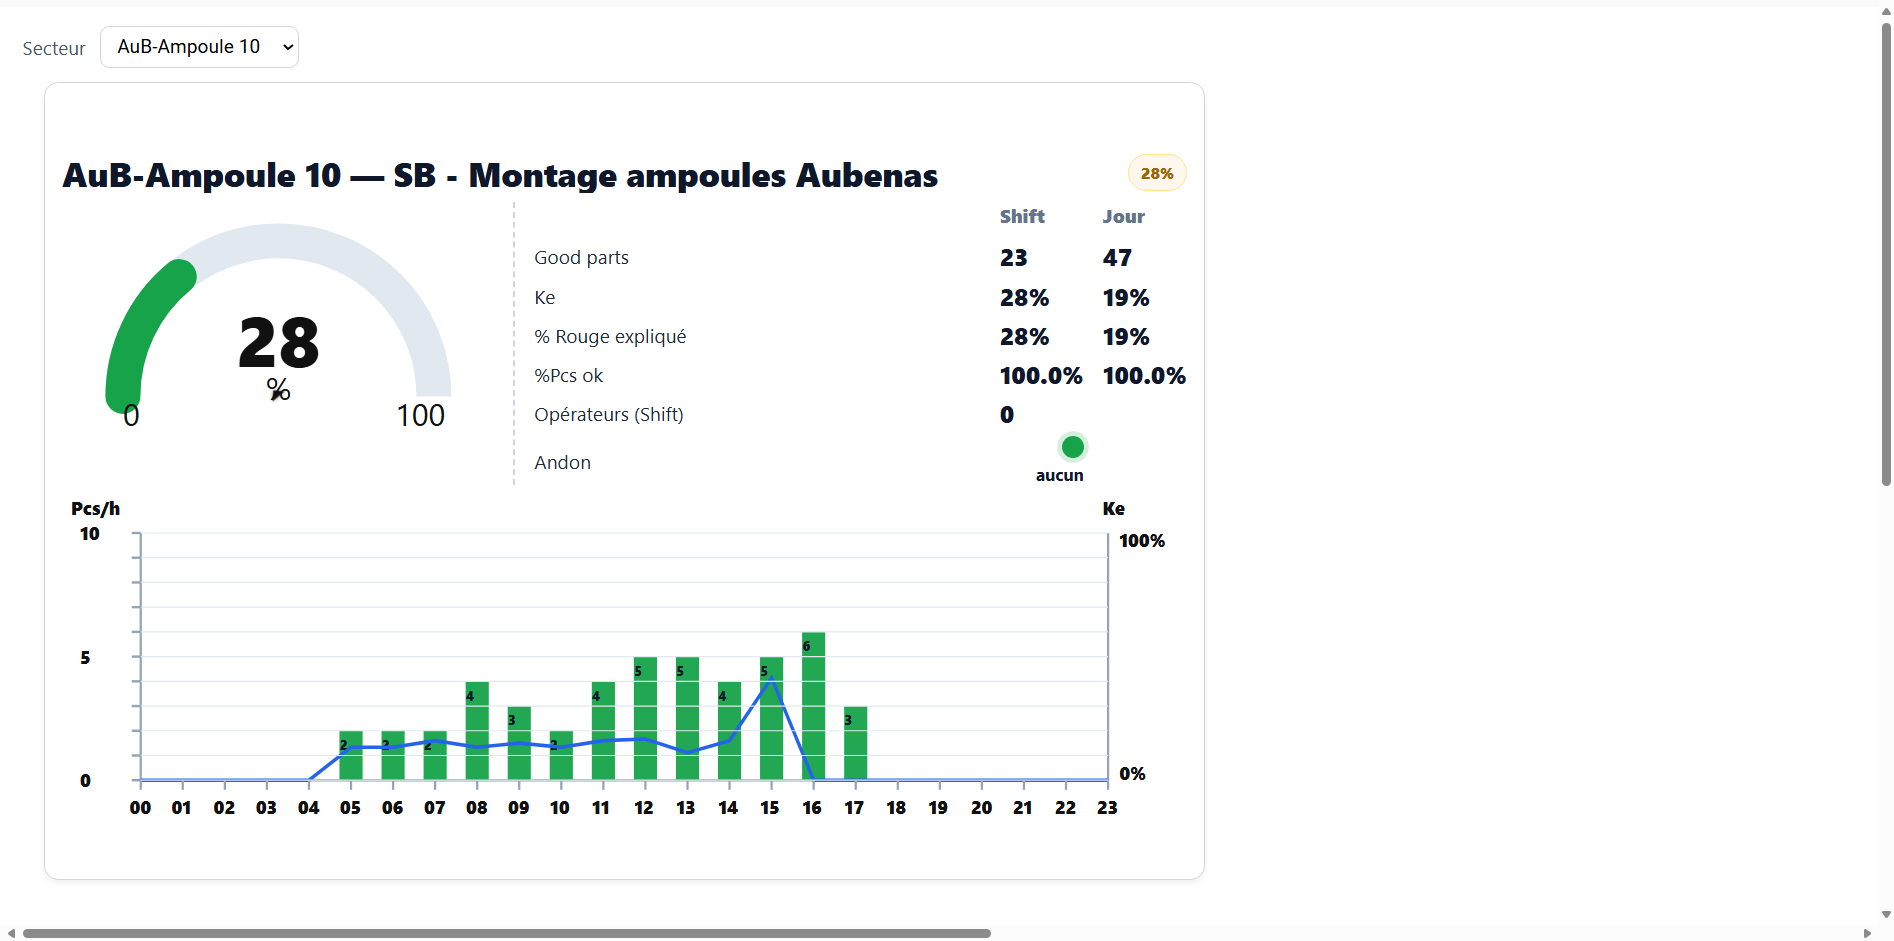 Secteur AuB-Ampoule 10
AuB-Ampoule 10 — SB - Montage ampoules Aubenas 28%
Shift Jour
Good parts 23 47
Ke 28% 19%
% Rouge expliqué 28% 19%
%Pcs ok 100.0% 100.0%
Opérateurs (Shift) 0
Andon aucun
28
%
0 100
Pcs/h Ke
10 100%
5
0 0%
2 2 2 4 3 2 4 5 5 4 5 6 3
00 01 02 03 04 05 06 07 08 09 10 11 12 13 14 15 16 17 18 19 20 21 22 23